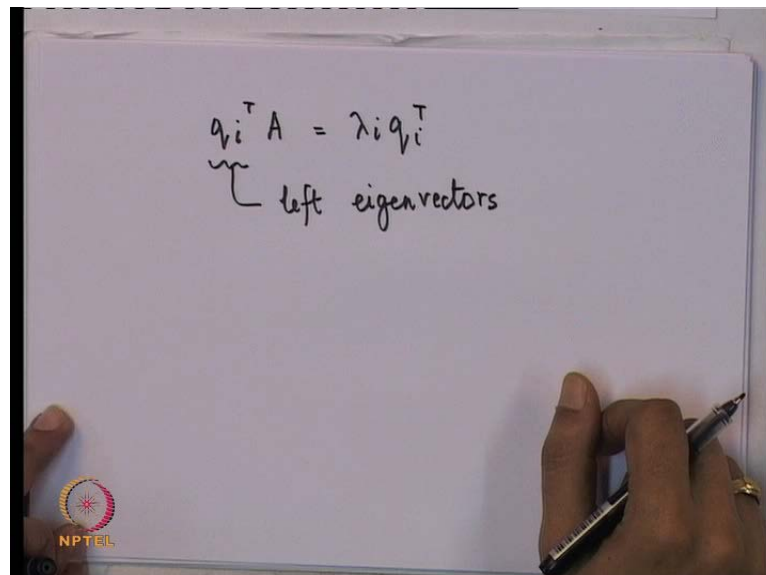 qᵢᵀ A = λᵢ qᵢᵀ
left eigenvectors
NPTEL